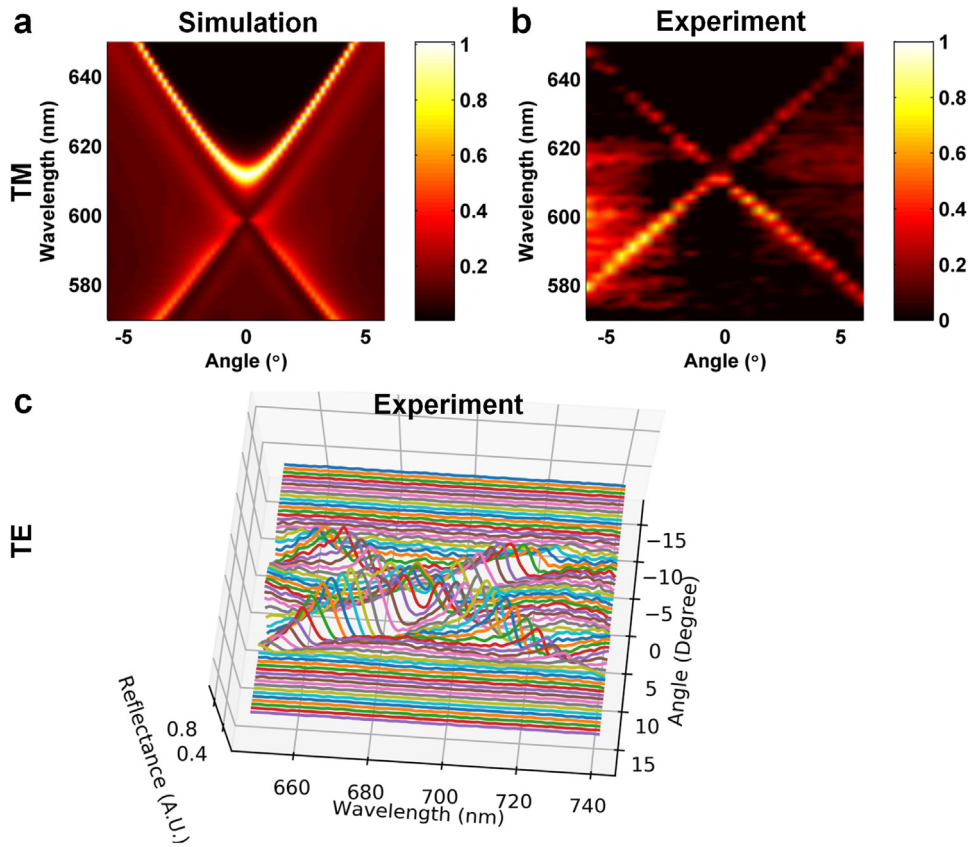 a
Simulation
TM
Wavelength (nm)
640
620
600
580
-5
0
5
Angle (°)
1
0.8
0.6
0.4
0.2
b
Experiment
Wavelength (nm)
640
620
600
580
-5
0
5
Angle (°)
1
0.8
0.6
0.4
0.2
0
c
Experiment
TE
Reflectance (A.U.)
0.8
0.4
660
680
700
720
740
Wavelength (nm)
−15
−10
−5
0
5
10
15
Angle (Degree)